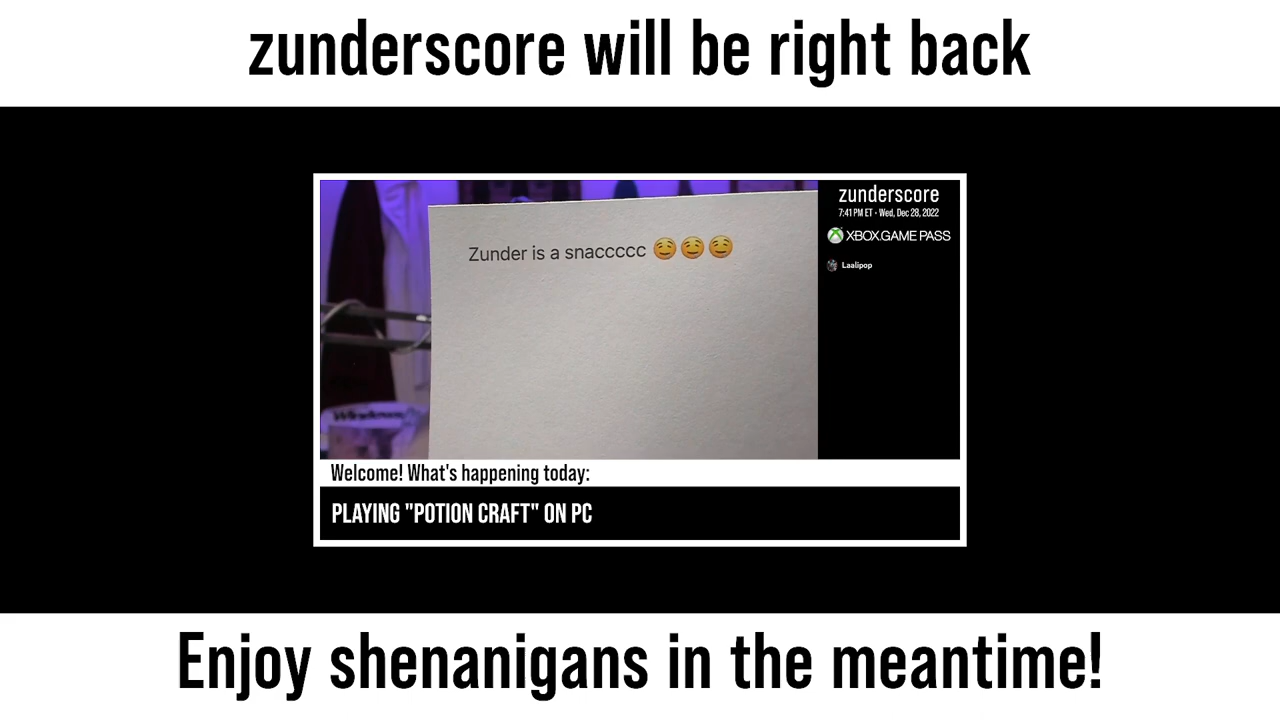 zunderscore will be right back
Zunder is a snaccccc 🤤🤤🤤
zunderscore
7:41 PM ET • Wed, Dec 28, 2022
XBOX GAME PASS
Laalipop
Windows
Welcome! What's happening today:
PLAYING "POTION CRAFT" ON PC
Enjoy shenanigans in the meantime!